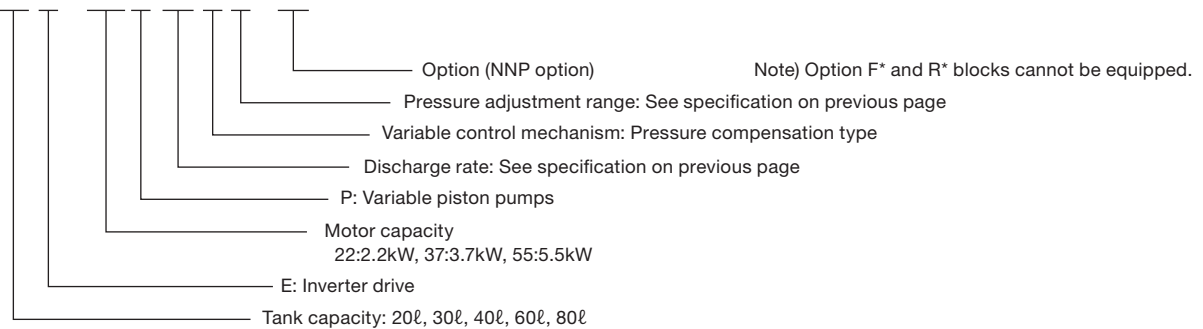 Option (NNP option) Note) Option F* and R* blocks cannot be equipped.
Pressure adjustment range: See specification on previous page
Variable control mechanism: Pressure compensation type
Discharge rate: See specification on previous page
P: Variable piston pumps
Motor capacity
22:2.2kW, 37:3.7kW, 55:5.5kW
E: Inverter drive
Tank capacity: 20ℓ, 30ℓ, 40ℓ, 60ℓ, 80ℓ